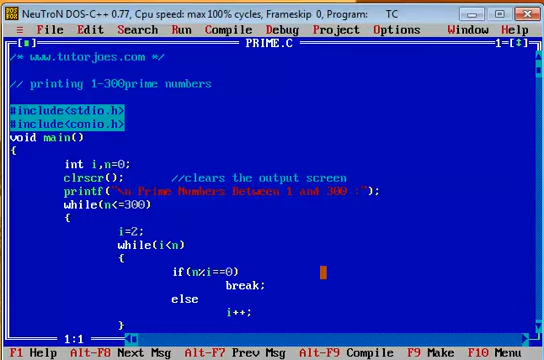 NeuTroN DOS-C++ 0.77, Cpu speed: max 100% cycles, Frameskip 0, Program: TC
File Edit Search Run Compile Debug Project Options Window Help
PRIME.C 1
/* www.tutorjoes.com */
// printing 1-300prime numbers
#include<stdio.h>
#include<conio.h>
void main()
{
int i,n=0;
clrscr(); //clears the output screen
printf("\n Prime Numbers Between 1 and 300 :");
while(n<=300)
{
i=2;
while(i<n)
{
if(n%i==0)
break;
else
i++;
}
1:1
F1 Help Alt-F8 Next Msg Alt-F7 Prev Msg Alt-F9 Compile F9 Make F10 Menu